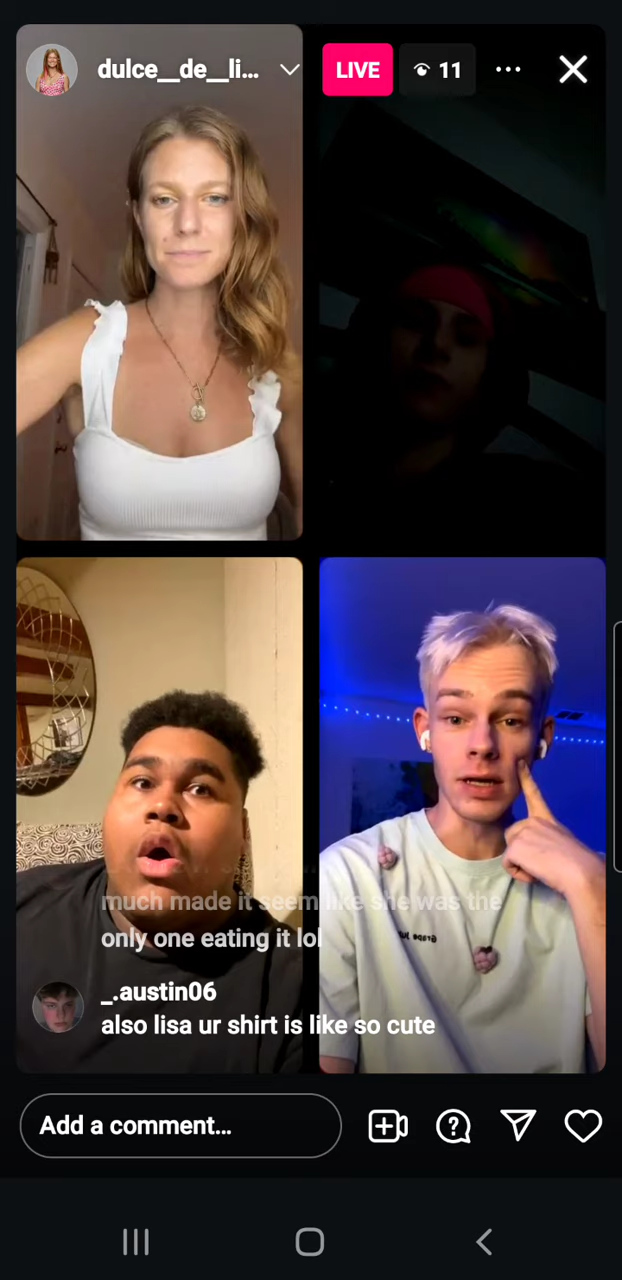 dulce__de__li...
LIVE
11
much made it seem like she was the
only one eating it lol
_.austin06
also lisa ur shirt is like so cute
Add a comment...